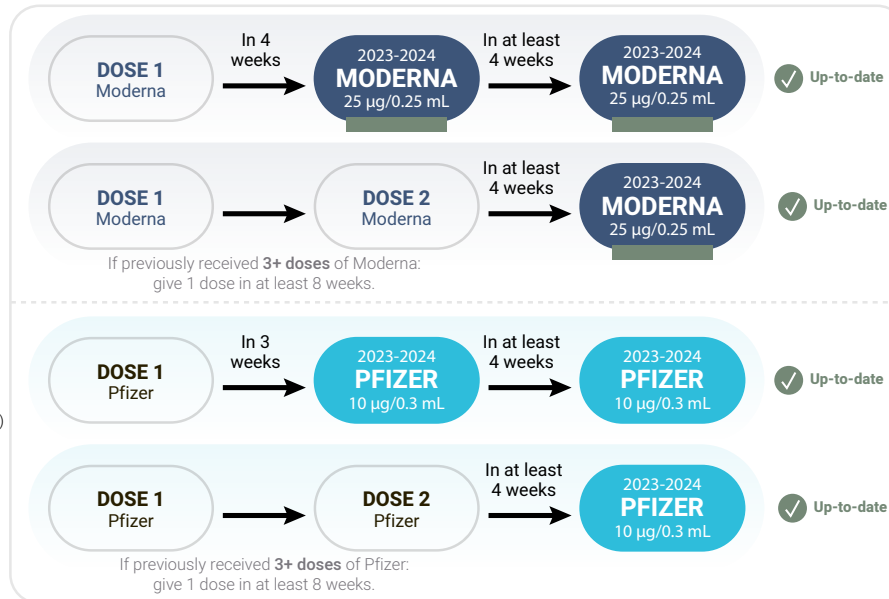 DOSE 1
Moderna
In 4
weeks
2023-2024
MODERNA
25 µg/0.25 mL
In at least
4 weeks
2023-2024
MODERNA
25 µg/0.25 mL
Up-to-date
DOSE 1
Moderna
DOSE 2
Moderna
In at least
4 weeks
2023-2024
MODERNA
25 µg/0.25 mL
Up-to-date
If previously received 3+ doses of Moderna:
give 1 dose in at least 8 weeks.
DOSE 1
Pfizer
In 3
weeks
2023-2024
PFIZER
10 µg/0.3 mL
In at least
4 weeks
2023-2024
PFIZER
10 µg/0.3 mL
Up-to-date
)
DOSE 1
Pfizer
DOSE 2
Pfizer
In at least
4 weeks
2023-2024
PFIZER
10 µg/0.3 mL
Up-to-date
If previously received 3+ doses of Pfizer:
give 1 dose in at least 8 weeks.